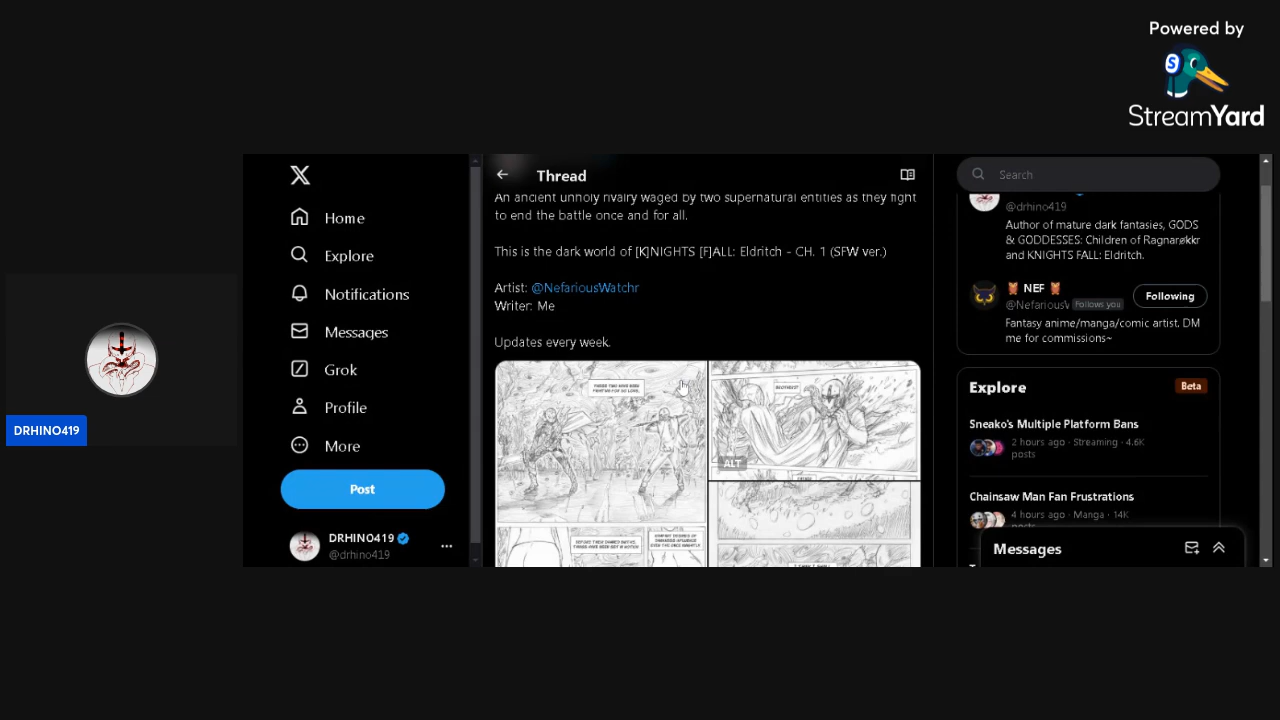 Powered by
StreamYard
DRHINO419
Home
Explore
Notifications
Messages
Grok
Profile
More
Post
DRHINO419
@drhino419
Thread
An ancient unholy rivalry waged by two supernatural entities as they fight
to end the battle once and for all.
This is the dark world of [K]NIGHTS [F]ALL: Eldritch - CH. 1 (SFW ver.)
Artist: @NefariousWatchr
Writer: Me
Updates every week.
BROTHER!?
ALT
Search
@drhino419
Author of mature dark fantasies, GODS
& GODDESSES: Children of Ragnarøkkr
and KNIGHTS FALL: Eldritch.
NEF
@NefariousW Follows you
Following
Fantasy anime/manga/comic artist. DM
me for commissions~
Explore
Beta
Sneako's Multiple Platform Bans
2 hours ago · Streaming · 4.6K
posts
Chainsaw Man Fan Frustrations
4 hours ago · Manga · 14K
posts
Messages